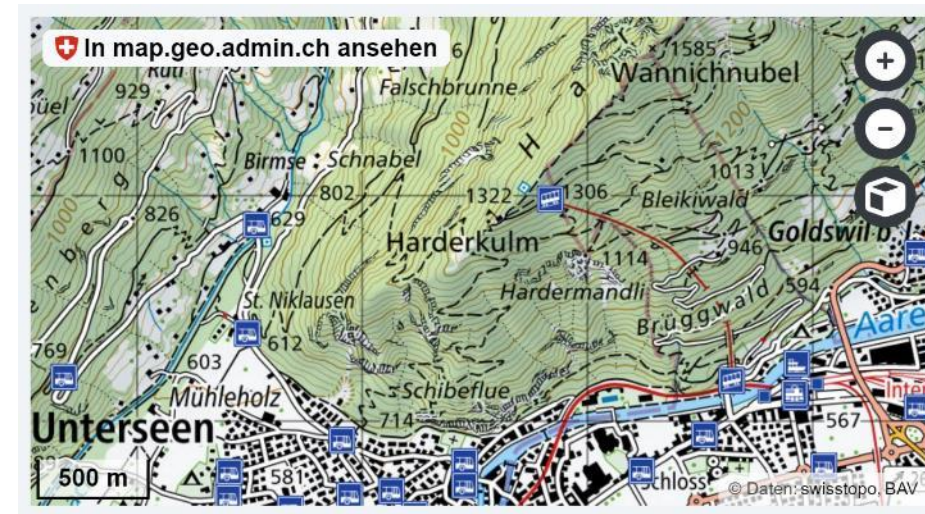 In map.geo.admin.ch ansehen
1585
Wannichnubel
929
Falschbrunne
Ha
1100
1000
1200
Birmse
Schnabel
1013
802
1322
1306
Bleikiwald
826
629
1000
Goldswil b.
Harderkulm
946
1114
St. Niklausen
Hardermandli
594
Brüggwald
612
Aare
769
603
Mühleholz
Schibeflue
Unterseen
714
567
581
500 m
Schloss
© Daten: swisstopo, BAV